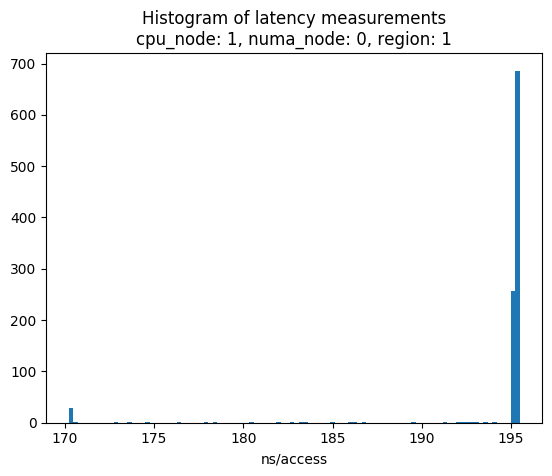 Histogram of latency measurements
cpu_node: 1, numa_node: 0, region: 1
700
600
500
400
300
200
100
0
170 175 180 185 190 195
ns/access